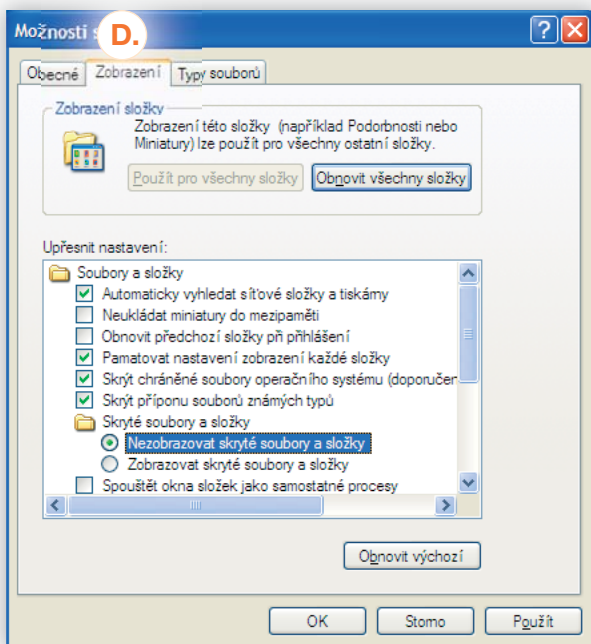 Možnosti s
D.
Obecné Zobrazení Typy souborů
Zobrazení složky
Zobrazení této složky (například Podorbnosti nebo
Miniatury) lze použít pro všechny ostatní složky.
Použít pro všechny složky Obnovit všechny složky
Upřesnit nastavení:
Soubory a složky
Automaticky vyhledat síťové složky a tiskárny
Neukládat miniatury do mezipaměti
Obnovit předchozí složky při přihlášení
Pamatovat nastavení zobrazení každé složky
Skrýt chráněné soubory operačního systému (doporučen
Skrýt příponu souborů známých typů
Skryté soubory a složky
Nezobrazovat skryté soubory a složky
Zobrazovat skryté soubory a složky
Spouštět okna složek jako samostatné procesy
Obnovit výchozí
OK Stomo Použít